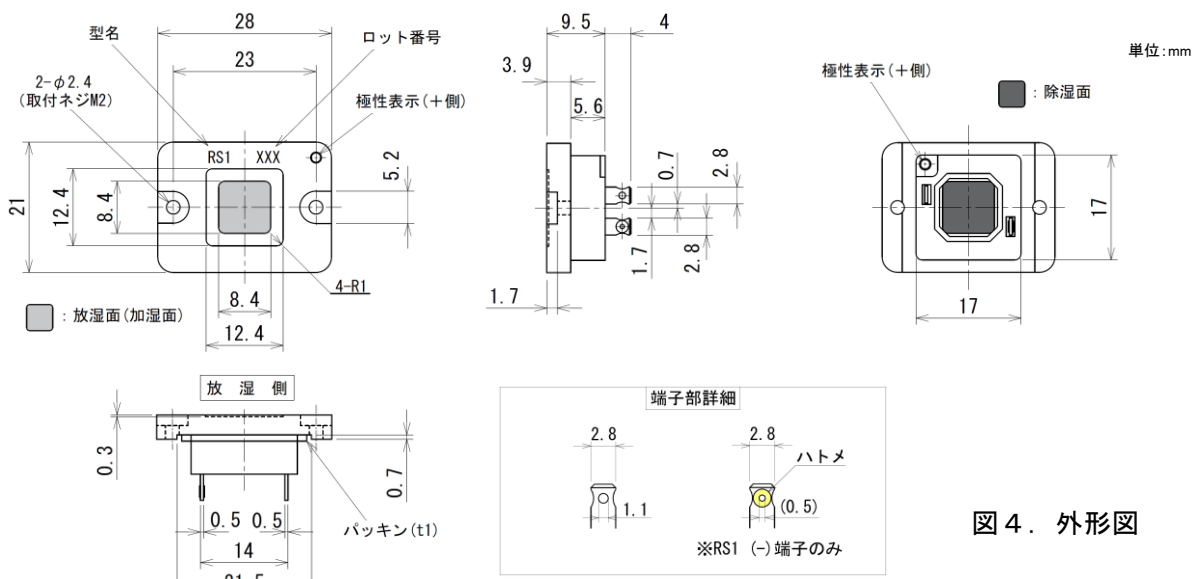 28
型名
ロット番号
23
2-φ2.4
(取付ネジM2)
極性表示(+側)
RS1 XXX
21
12.4
8.4
5.2
4-R1
8.4
12.4
：放湿面(加湿面)
9.5
4
3.9
5.6
0.7
2.8
1.7
2.8
1.7
単位:mm
極性表示(+側)
：除湿面
17
17
放湿側
0.3
0.7
0.5 0.5
パッキン(t1)
14
端子部詳細
2.8
2.8
ハトメ
1.1
(0.5)
※RS1 (-)端子のみ
図4．外形図